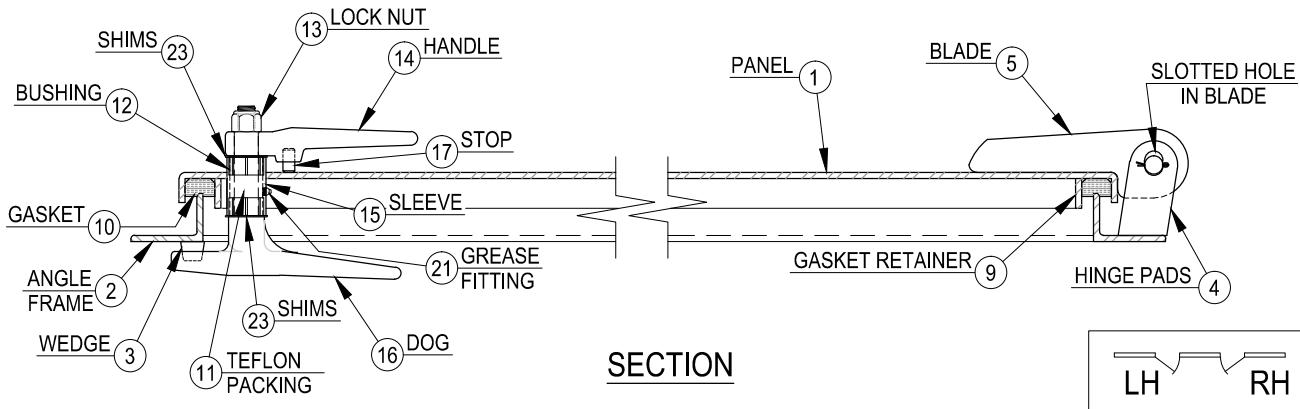 LOCK NUT
13
SHIMS
23
HANDLE
14
BUSHING
12
PANEL
1
BLADE
5
SLOTTED HOLE
IN BLADE
STOP
17
GASKET
10
SLEEVE
15
ANGLE
FRAME
2
GREASE
FITTING
21
GASKET RETAINER
9
HINGE PADS
4
WEDGE
3
SHIMS
23
DOG
16
TEFLON
PACKING
11
SECTION
LH
RH